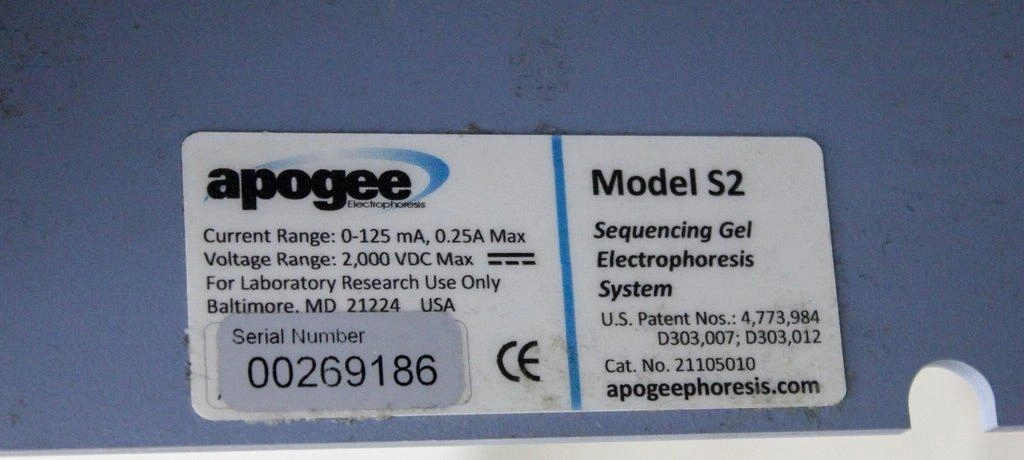 apogee
Electrophoresis
Current Range: 0-125 mA, 0.25A Max
Voltage Range: 2,000 VDC Max
For Laboratory Research Use Only
Baltimore, MD 21224 USA
Serial Number
00269186
CE
Model S2
Sequencing Gel
Electrophoresis
System
U.S. Patent Nos.: 4,773,984
D303,007; D303,012
Cat. No. 21105010
apogeephoresis.com